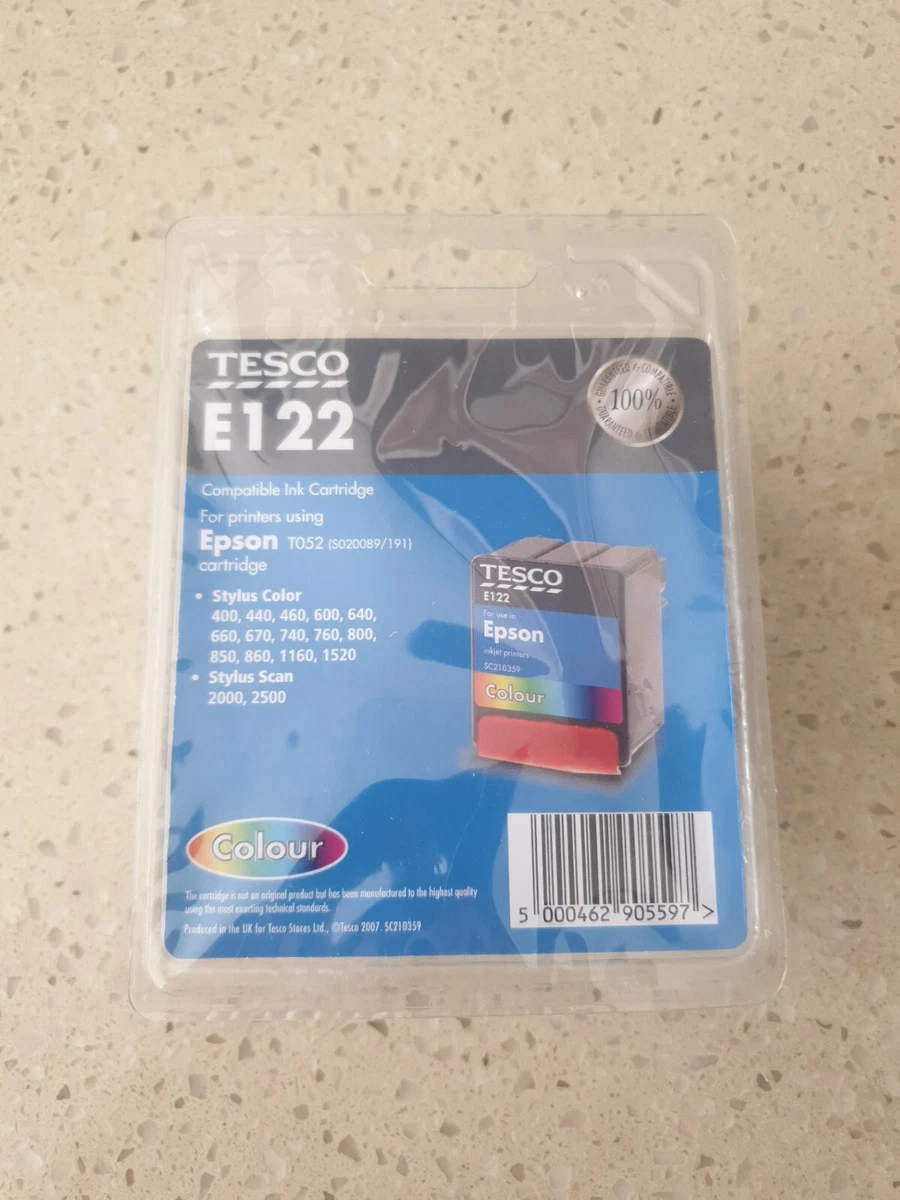 TESCO
E122
GUARANTEED & COMPATIBLE
100%
GUARANTEED & COMPATIBLE
Compatible Ink Cartridge
For printers using
Epson T052 (S020089/191)
cartridge
• Stylus Color
400, 440, 460, 600, 640,
660, 670, 740, 760, 800,
850, 860, 1160, 1520
• Stylus Scan
2000, 2500
TESCO
E122
For use in
Epson
inkjet printers
SC210359
Colour
Colour
The cartridge is not an original product but has been manufactured to the highest quality
using the most exacting technical standards.
Produced in the UK for Tesco Stores Ltd., ©Tesco 2007. SC210359
5 000462 905597 >